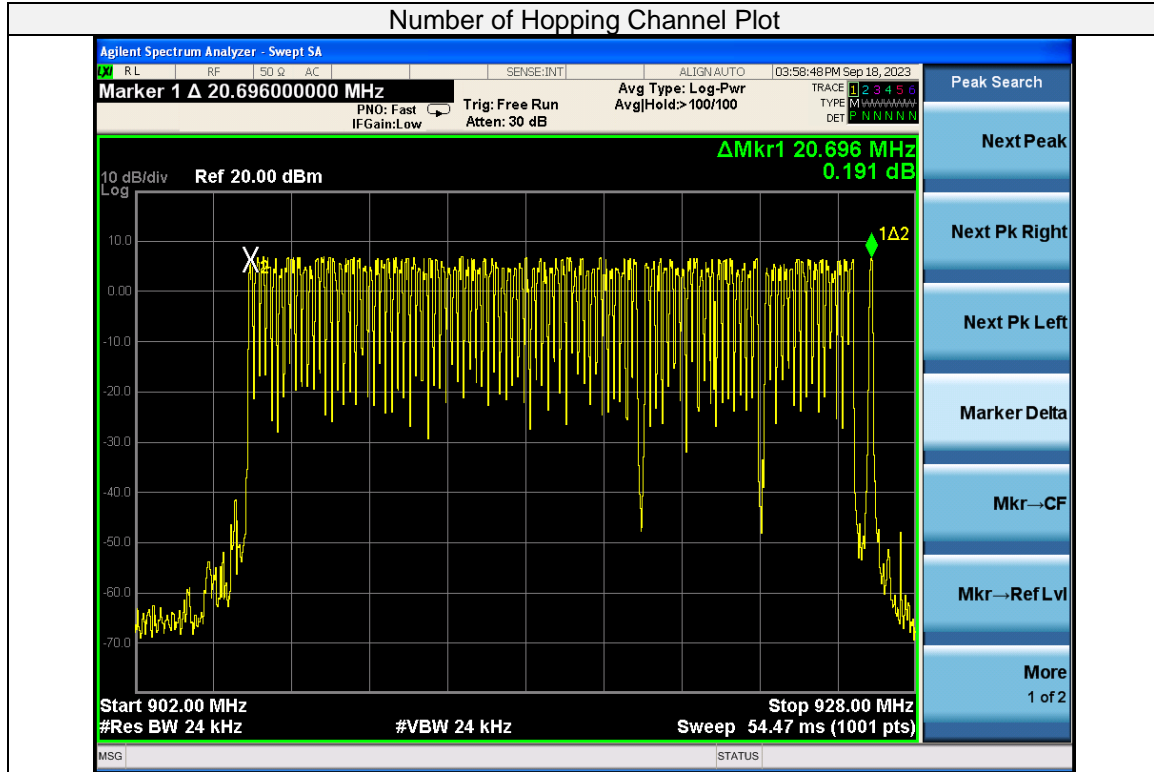 Number of Hopping Channel Plot
Agilent Spectrum Analyzer - Swept SA
LXI RL RF 50 Ω AC SENSE:INT ALIGN AUTO 03:58:48 PM Sep 18, 2023
Marker 1 Δ 20.696000000 MHz
PNO: Fast
IFGain:Low
Trig: Free Run
Atten: 30 dB
Avg Type: Log-Pwr
Avg|Hold:>100/100
TRACE 1 2 3 4 5 6
TYPE M WWWWW
DET P N N N N N
Peak Search
Next Peak
Next Pk Right
Next Pk Left
Marker Delta
Mkr→CF
Mkr→Ref Lvl
More
1 of 2
ΔMkr1 20.696 MHz
0.191 dB
10 dB/div Ref 20.00 dBm
Log
10.0
0.00
-10.0
-20.0
-30.0
-40.0
-50.0
-60.0
-70.0
X2
1Δ2
Start 902.00 MHz Stop 928.00 MHz
#Res BW 24 kHz #VBW 24 kHz Sweep 54.47 ms (1001 pts)
MSG STATUS